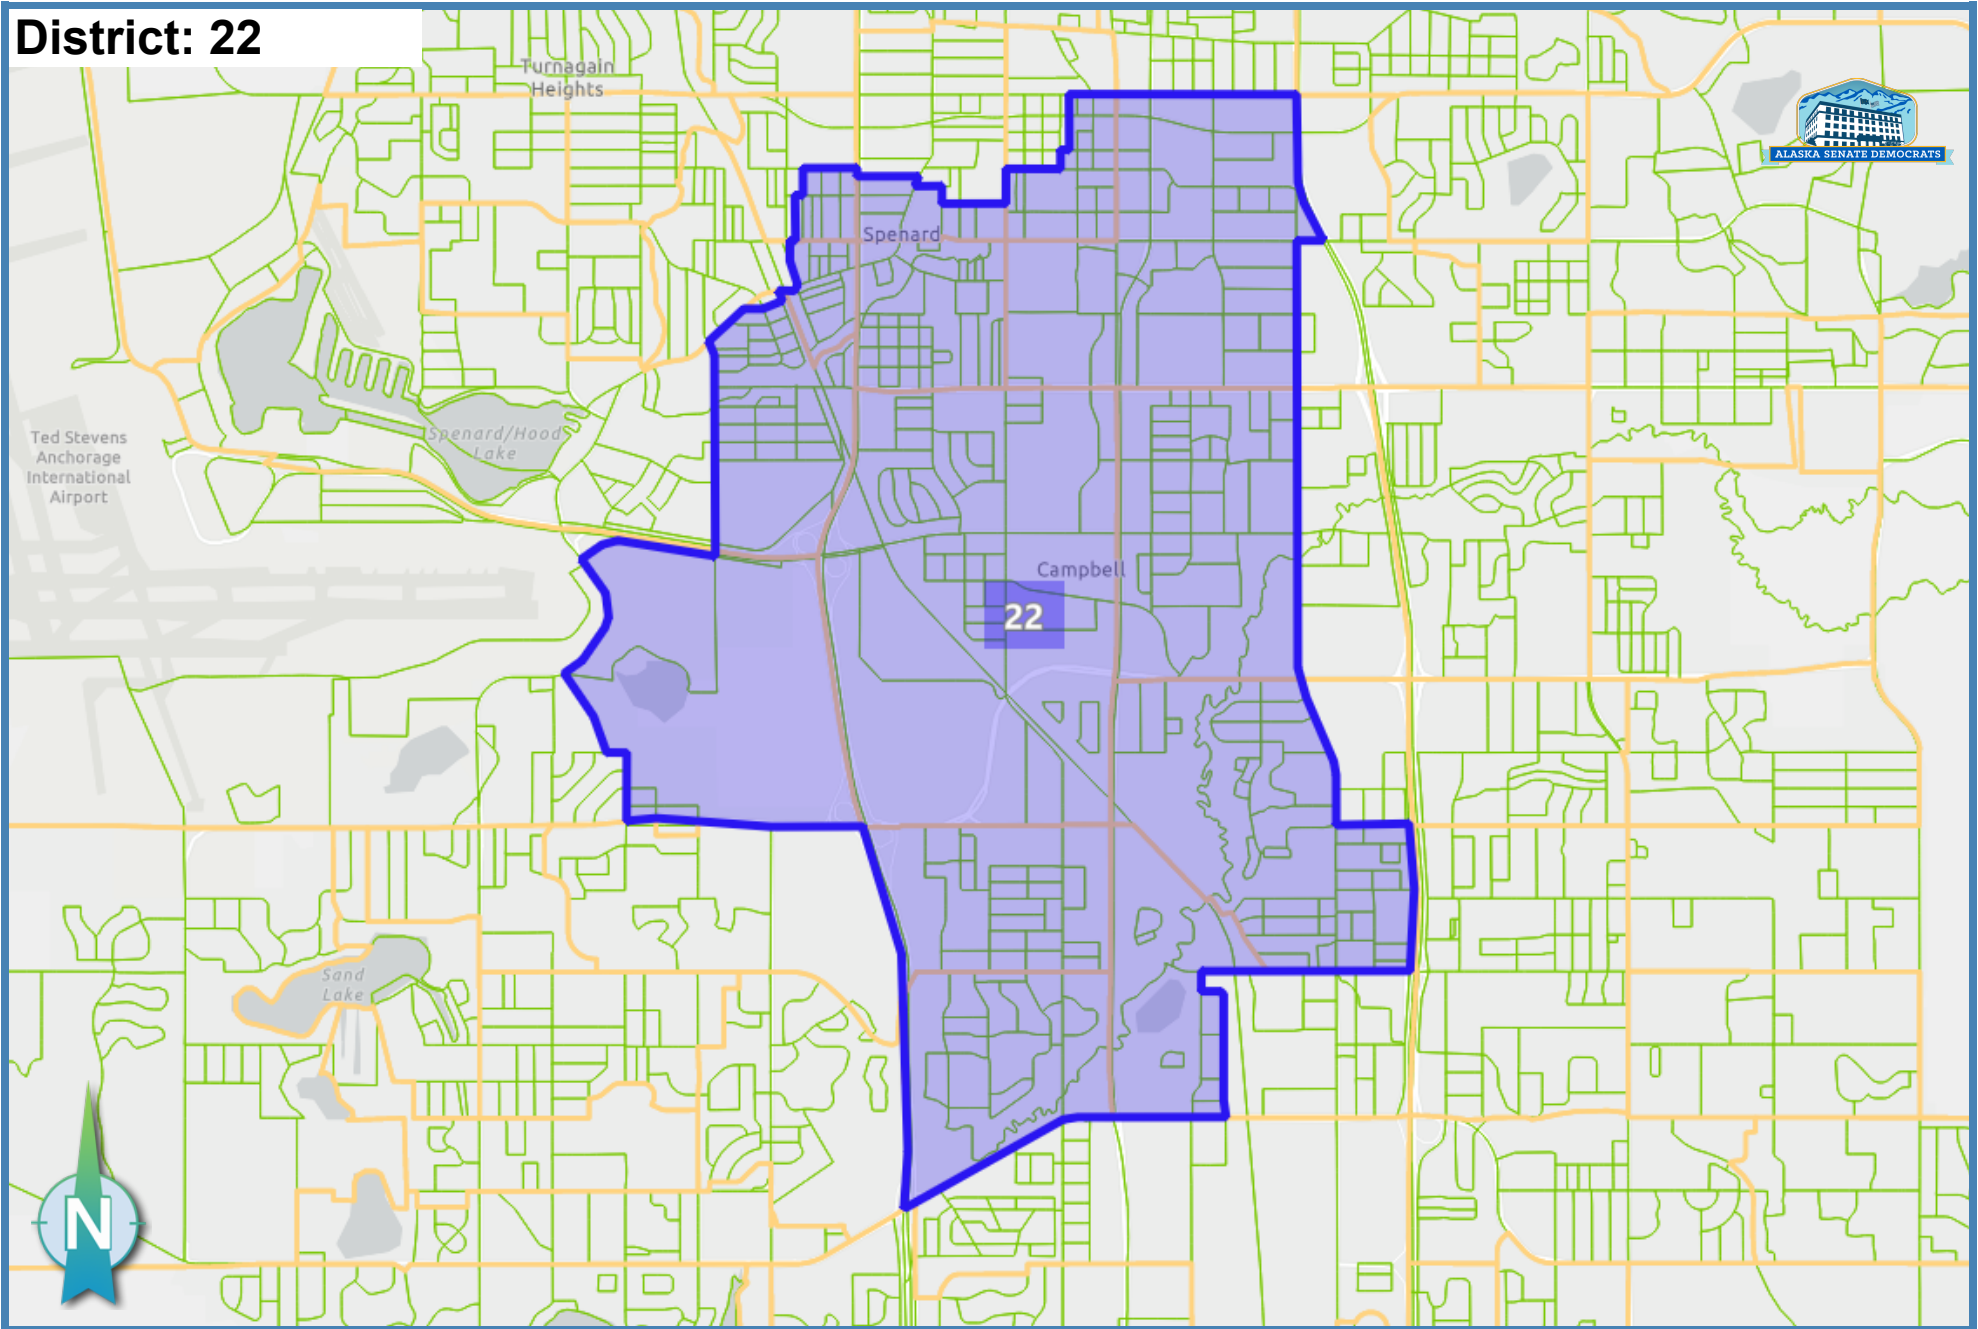 District: 22
Turnagain
Heights
ALASKA SENATE DEMOCRATS
Spenard
Ted Stevens
Anchorage
International
Airport
Spenard/Hood
Lake
Campbell
22
Sand
Lake
N